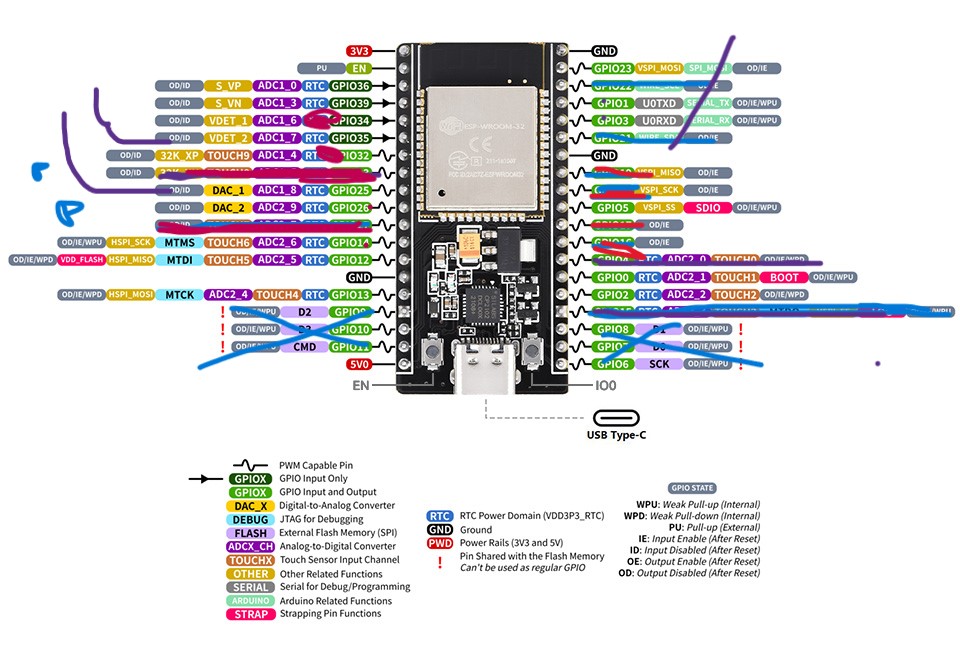 3V3
GND
PU EN
GPIO23 VSPI_MOSI SPI_MOSI OD/IE
OD/ID S_VP ADC1_0 RTC GPIO36
GPIO22 OD/IE
OD/ID S_VN ADC1_3 RTC GPIO39
GPIO1 U0TXD SERIAL_TX OD/IE/WPU
OD/ID VDET_1 ADC1_6 GPIO34
GPIO3 U0RXD SERIAL_RX OD/IE/WPU
OD/ID VDET_2 ADC1_7 RTC GPIO35
WIRE_SDA OD/IE
OD/ID 32K_XP TOUCH9 ADC1_4 GPIO32
GND
OD/ID
VSPI_MISO OD/IE
OD/ID DAC_1 ADC1_8 RTC GPIO25
VSPI_SCK OD/IE
OD/ID DAC_2 ADC2_9 RTC GPIO26
GPIO5 VSPI_SS SDIO OD/IE/WPU
OD/IE
OD/IE/WPU HSPI_SCK MTMS TOUCH6 ADC2_6 RTC GPIO14
OD/IE
OD/IE/WPD VDD_FLASH HSPI_MISO MTDI TOUCH5 ADC2_5 RTC GPIO12
GPIO4 RTC ADC2_0 TOUCH0 OD/IE/WPD
GND
GPIO0 RTC ADC2_1 TOUCH1 BOOT OD/IE/WPU
OD/IE/WPD HSPI_MOSI MTCK ADC2_4 TOUCH4 RTC GPIO13
GPIO2 RTC ADC2_2 TOUCH2 OD/IE/WPD
! OD/IE/WPU D2 GPIO9
! OD/IE/WPU GPIO10
GPIO8 D1 OD/IE/WPU !
! OD/IE/WPU CMD GPIO11
GPIO7 D0 OD/IE/WPU !
5V0
GPIO6 SCK OD/IE/WPU !
ESP-WROOM-32
CE
EN
IO0
USB Type-C
PWM Capable Pin
GPIOX GPIO Input Only
GPIOX GPIO Input and Output
DAC_X Digital-to-Analog Converter
DEBUG JTAG for Debugging
FLASH External Flash Memory (SPI)
ADCX_CH Analog-to-Digital Converter
TOUCHX Touch Sensor Input Channel
OTHER Other Related Functions
SERIAL Serial for Debug/Programming
ARDUINO Arduino Related Functions
STRAP Strapping Pin Functions
RTC RTC Power Domain (VDD3P3_RTC)
GND Ground
PWD Power Rails (3V3 and 5V)
! Pin Shared with the Flash Memory
Can't be used as regular GPIO
GPIO STATE
WPU: Weak Pull-up (Internal)
WPD: Weak Pull-down (Internal)
PU: Pull-up (External)
IE: Input Enable (After Reset)
ID: Input Disabled (After Reset)
OE: Output Enable (After Reset)
OD: Output Disabled (After Reset)